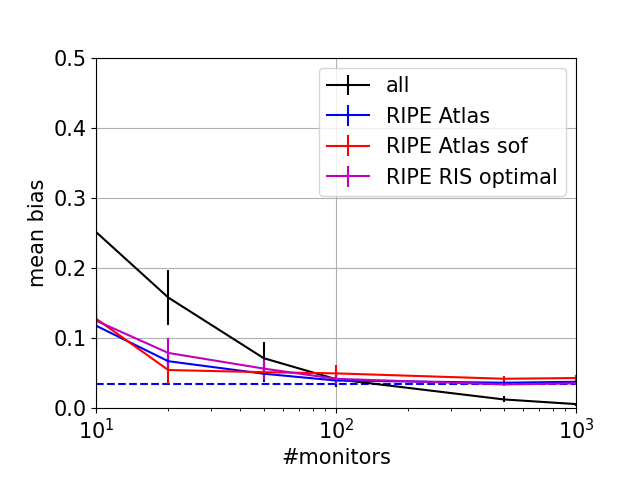 0.5
0.4
0.3
0.2
0.1
0.0
mean bias
all
RIPE Atlas
RIPE Atlas sof
RIPE RIS optimal
10¹ 10² 10³
#monitors